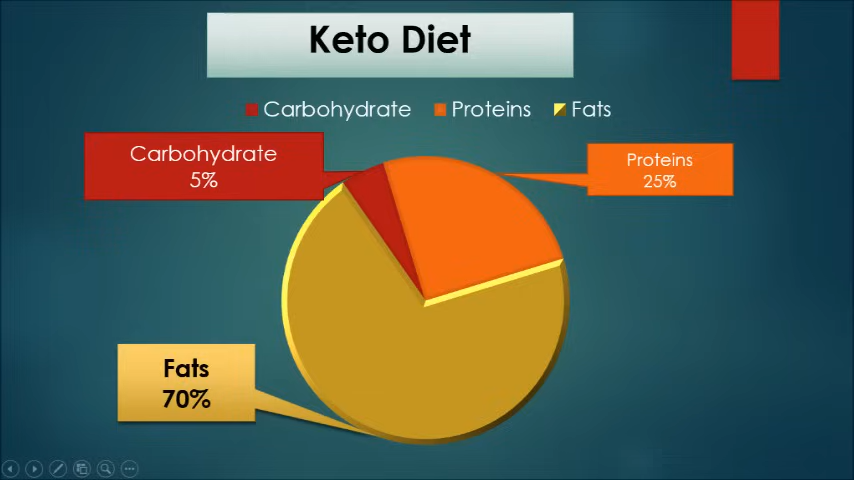 Keto Diet
Carbohydrate Proteins Fats
Carbohydrate
5%
Proteins
25%
Fats
70%